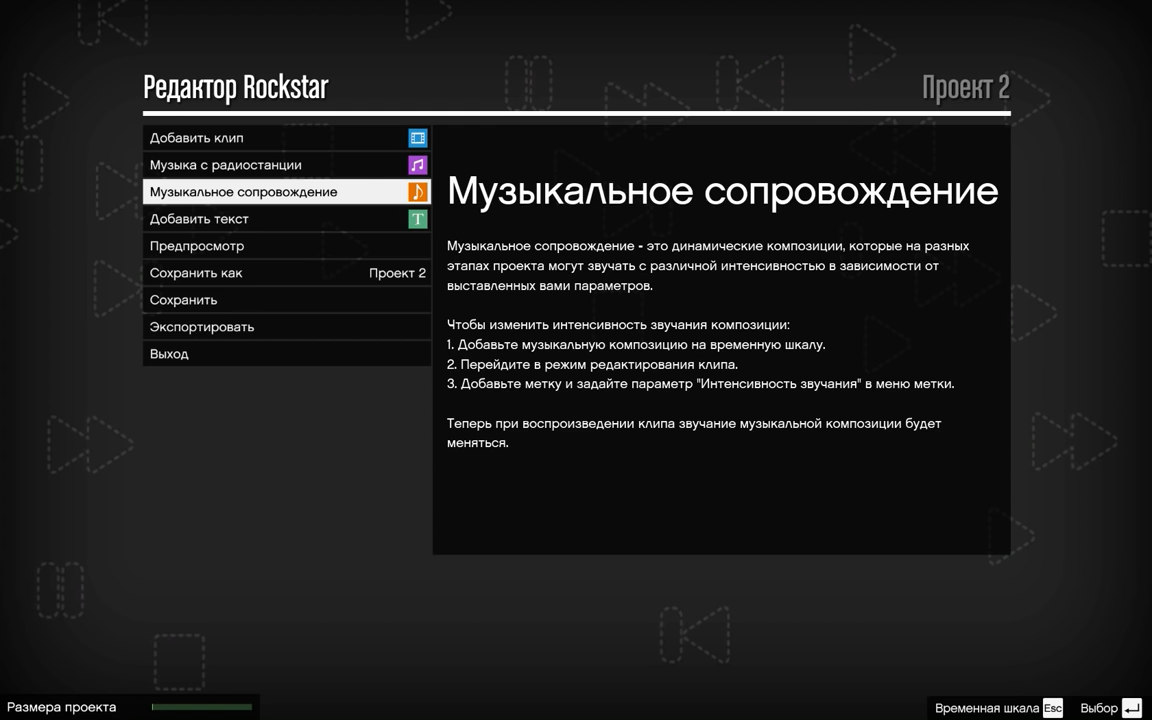 Редактор Rockstar
Проект 2
Добавить клип
Музыка с радиостанции
Музыкальное сопровождение
Добавить текст
T
Предпросмотр
Сохранить как Проект 2
Сохранить
Экспортировать
Выход
Музыкальное сопровождение
Музыкальное сопровождение - это динамические композиции, которые на разных
этапах проекта могут звучать с различной интенсивностью в зависимости от
выставленных вами параметров.
Чтобы изменить интенсивность звучания композиции:
1. Добавьте музыкальную композицию на временную шкалу.
2. Перейдите в режим редактирования клипа.
3. Добавьте метку и задайте параметр "Интенсивность звучания" в меню метки.
Теперь при воспроизведении клипа звучание музыкальной композиции будет
меняться.
Размера проекта
Временная шкала Esc Выбор